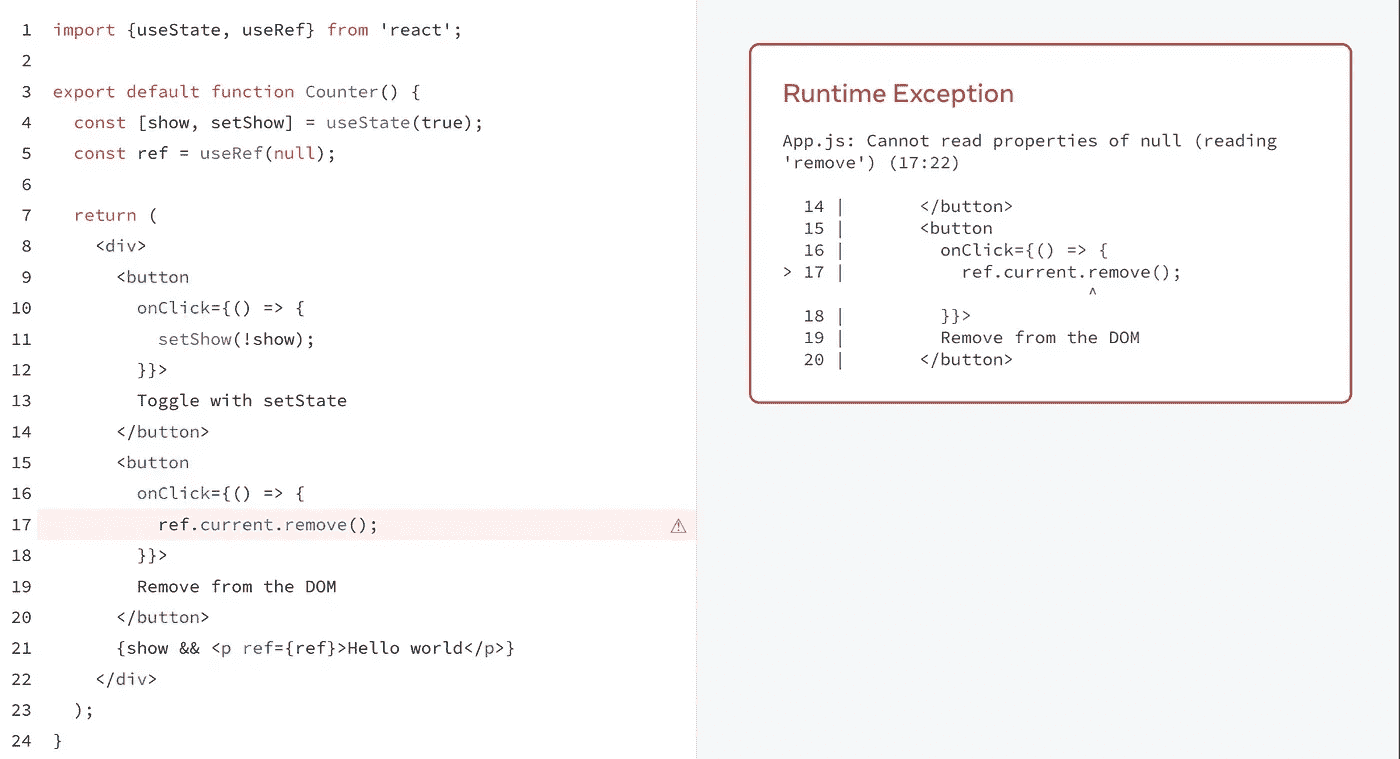 1 import {useState, useRef} from 'react';
2
3 export default function Counter() {
4   const [show, setShow] = useState(true);
5   const ref = useRef(null);
6
7   return (
8     <div>
9       <button
10         onClick={() => {
11           setShow(!show);
12         }}>
13         Toggle with setState
14       </button>
15       <button
16         onClick={() => {
17           ref.current.remove();
18         }}>
19         Remove from the DOM
20       </button>
21       {show && <p ref={ref}>Hello world</p>}
22     </div>
23   );
24 }
Runtime Exception
App.js: Cannot read properties of null (reading
'remove') (17:22)
  14 |       </button>
  15 |       <button
  16 |         onClick={() => {
> 17 |           ref.current.remove();
                             ^
  18 |         }}>
  19 |         Remove from the DOM
  20 |       </button>